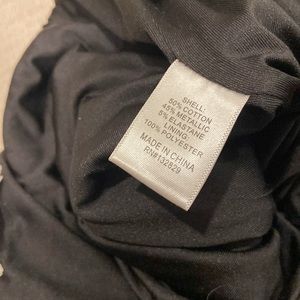 SHELL:
50% COTTON
45% METALLIC
5% ELASTANE
LINING:
100% POLYESTER
MADE IN CHINA
RN#132829